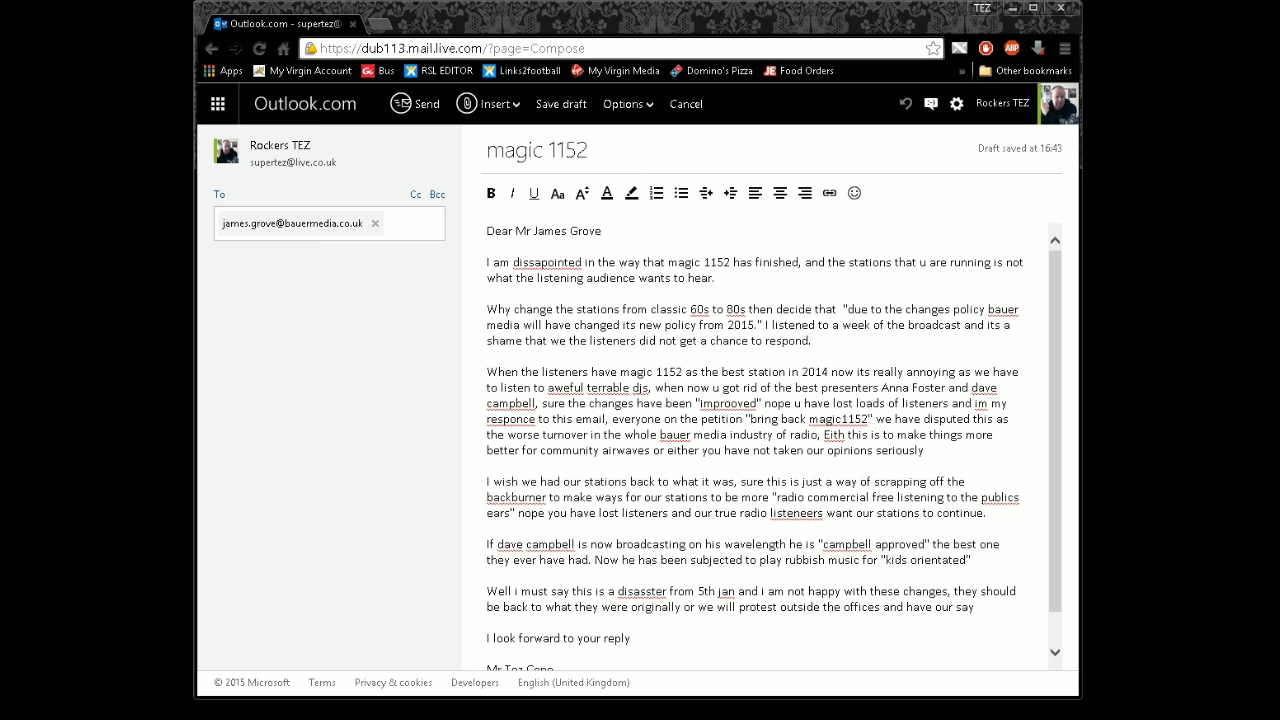 TEZ
Outlook.com - supertez@
https://dub113.mail.live.com/?page=Compose
ABP
Apps My Virgin Account Bus RSL EDITOR Links2football My Virgin Media Domino's Pizza JE Food Orders » Other bookmarks
Outlook.com Send Insert Save draft Options Cancel Rockers TEZ
Rockers TEZ
supertez@live.co.uk
To Cc Bcc
james.grove@bauermedia.co.uk
magic 1152 Draft saved at 16:43
B I U Aa A A
Dear Mr James Grove
I am dissapointed in the way that magic 1152 has finished, and the stations that u are running is not
what the listening audience wants to hear.
Why change the stations from classic 60s to 80s then decide that "due to the changes policy bauer
media will have changed its new policy from 2015." I listened to a week of the broadcast and its a
shame that we the listeners did not get a chance to respond.
When the listeners have magic 1152 as the best station in 2014 now its really annoying as we have
to listen to aweful terrable djs, when now u got rid of the best presenters Anna Foster and dave
campbell, sure the changes have been "improoved" nope u have lost loads of listeners and im my
responce to this email, everyone on the petition "bring back magic1152" we have disputed this as
the worse turnover in the whole bauer media industry of radio, Eith this is to make things more
better for community airwaves or either you have not taken our opinions seriously
I wish we had our stations back to what it was, sure this is just a way of scrapping off the
backburner to make ways for our stations to be more "radio commercial free listening to the publics
ears" nope you have lost listeners and our true radio listeneers want our stations to continue.
If dave campbell is now broadcasting on his wavelength he is "campbell approved" the best one
they ever have had. Now he has been subjected to play rubbish music for "kids orientated"
Well i must say this is a disasster from 5th jan and i am not happy with these changes, they should
be back to what they were originally or we will protest outside the offices and have our say
I look forward to your reply
Mr Tez Cope
© 2015 Microsoft Terms Privacy & cookies Developers English (United Kingdom)